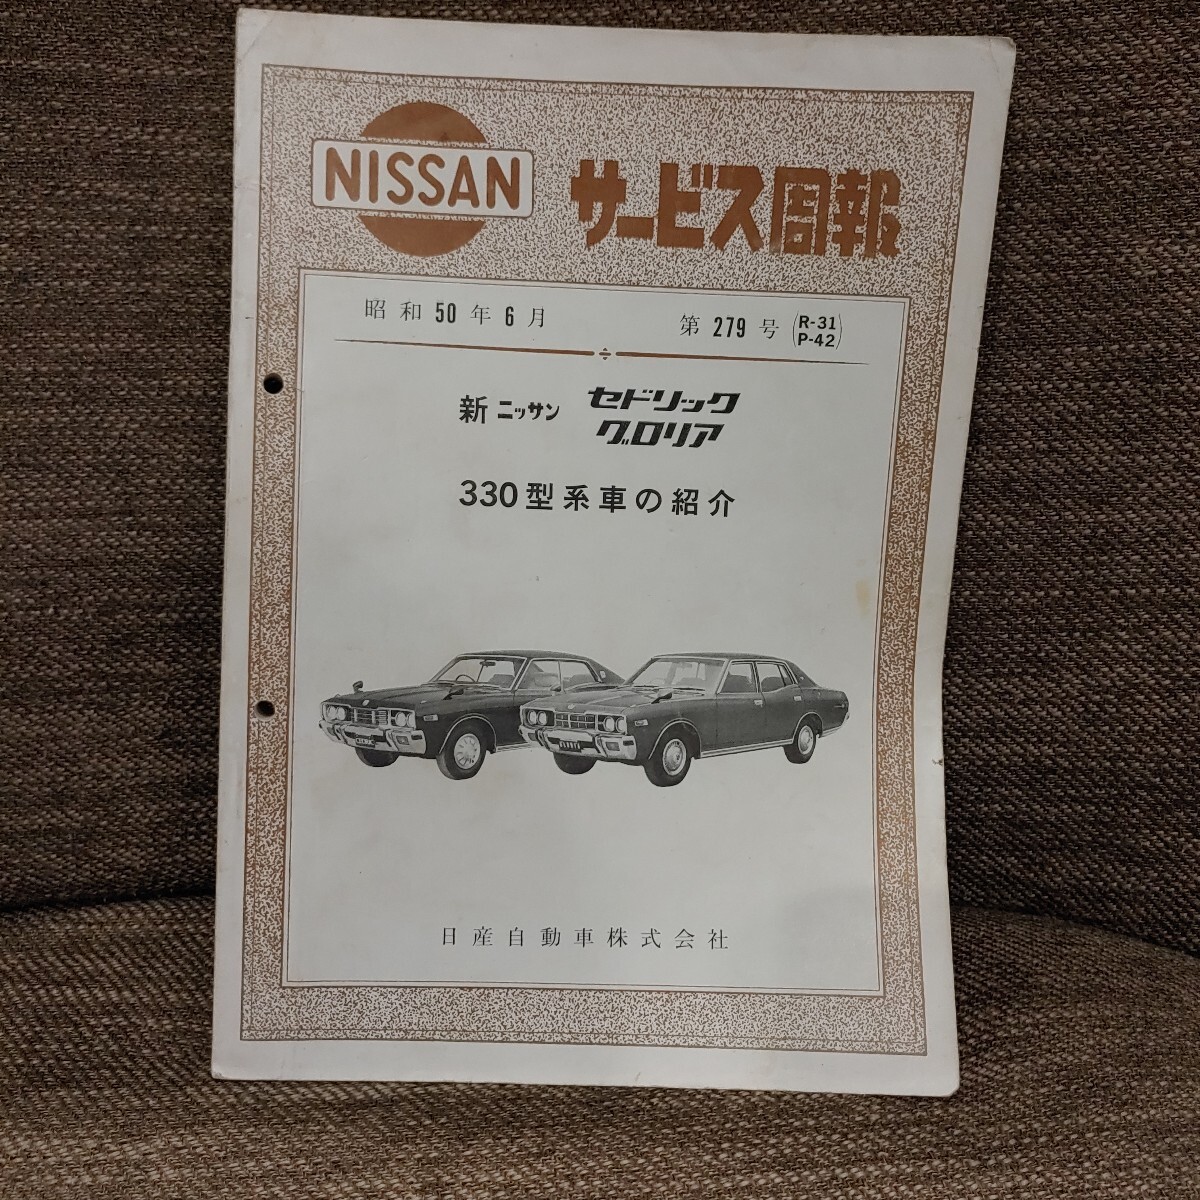 NISSAN サービス周報
昭和50年6月 第279号 (R-31 P-42)
新ニッサン セドリック
グロリア
330型系車の紹介
日産自動車株式会社